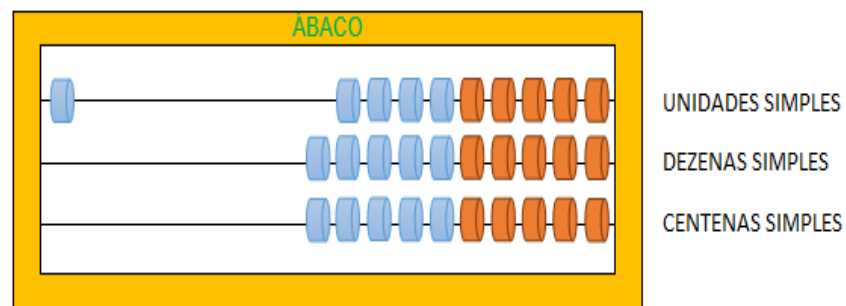 ÁBACO
UNIDADES SIMPLES
DEZENAS SIMPLES
CENTENAS SIMPLES